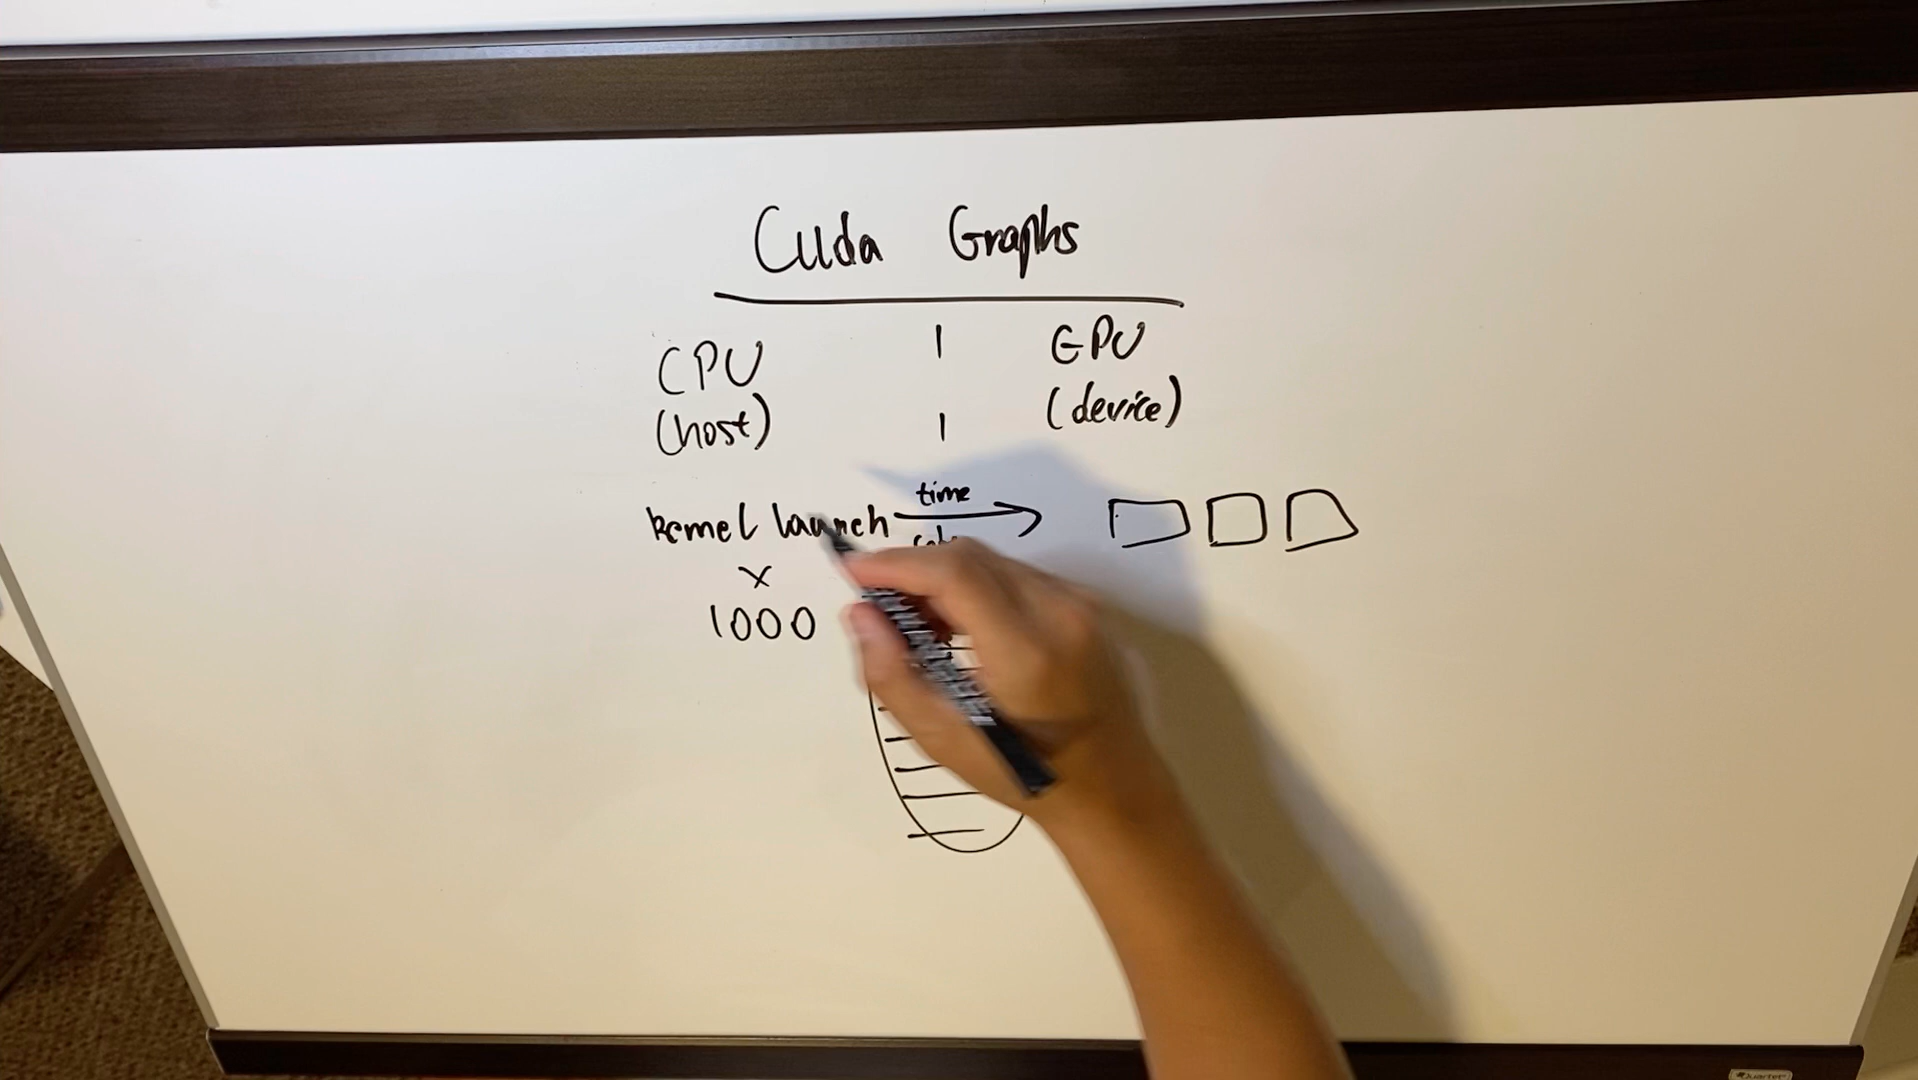 Cuda Graphs
CPU | GPU
(host) | (device)
time
kernel launch → 
x
1000